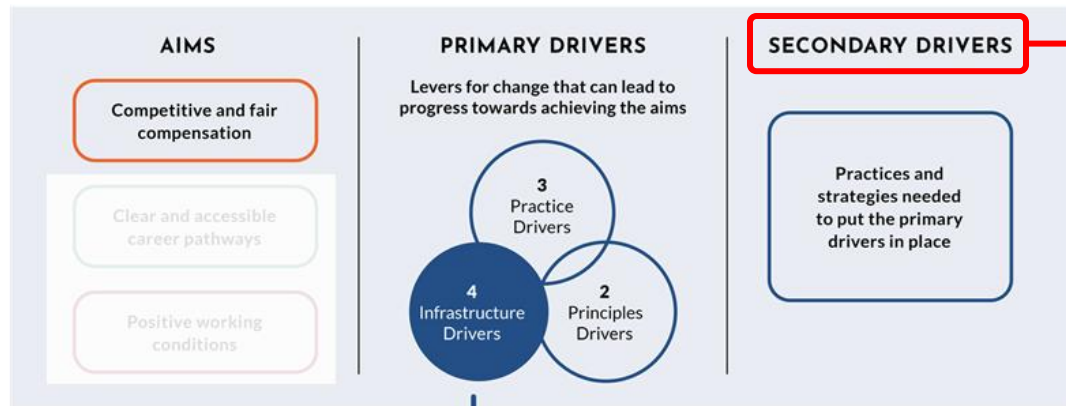 AIMS
Competitive and fair
compensation
Clear and accessible
career pathways
Positive working
conditions
PRIMARY DRIVERS
Levers for change that can lead to
progress towards achieving the aims
3
Practice
Drivers
4
Infrastructure
Drivers
2
Principles
Drivers
SECONDARY DRIVERS
Practices and
strategies needed
to put the primary
drivers in place